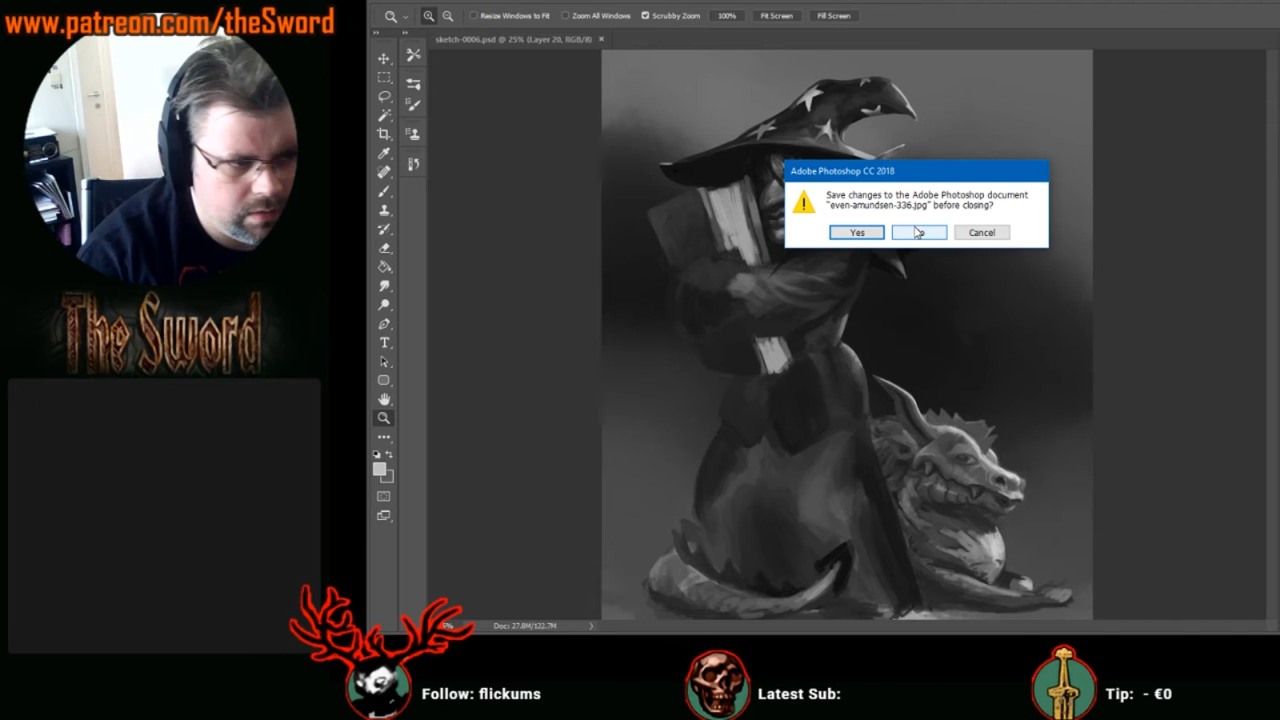 www.patreon.com/theSword
Resize Windows to Fit
Zoom All Windows
Scrubby Zoom
100%
Fit Screen
Fill Screen
sketch-0006.psd @ 25% (Layer 20, RGB/8)
Adobe Photoshop CC 2018
Save changes to the Adobe Photoshop document
"even-amundsen-336.jpg" before closing?
Yes
Cancel
The Sword
Doc: 27.8M/122.7M
Follow: flickums
Latest Sub:
Tip: - €0